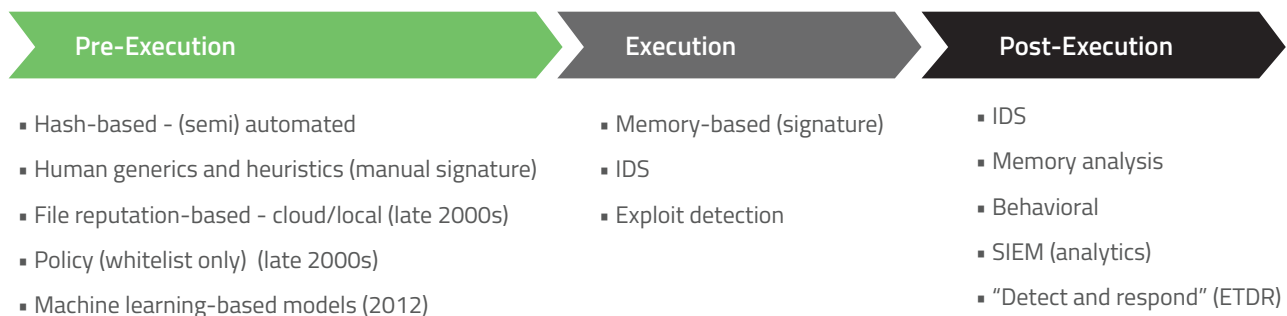 Pre-Execution
▪ Hash-based - (semi) automated
▪ Human generics and heuristics (manual signature)
▪ File reputation-based - cloud/local (late 2000s)
▪ Policy (whitelist only) (late 2000s)
▪ Machine learning-based models (2012)
Execution
▪ Memory-based (signature)
▪ IDS
▪ Exploit detection
Post-Execution
▪ IDS
▪ Memory analysis
▪ Behavioral
▪ SIEM (analytics)
▪ “Detect and respond” (ETDR)